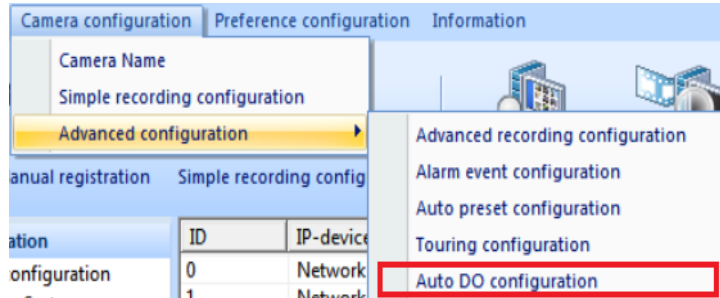 Camera configuration Preference configuration Information
Camera Name
Simple recording configuration
Advanced configuration
Advanced recording configuration
Alarm event configuration
Auto preset configuration
Touring configuration
Auto DO configuration
anual registration Simple recording config
ation ID IP-device
onfiguration 0 Network
1 Network